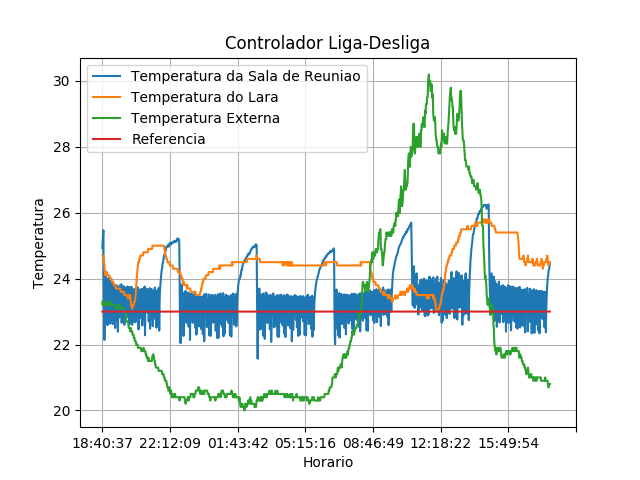 Controlador Liga-Desliga
Temperatura da Sala de Reuniao
Temperatura do Lara
Temperatura Externa
Referencia
Temperatura
30
28
26
24
22
20
18:40:37 22:12:09 01:43:42 05:15:16 08:46:49 12:18:22 15:49:54
Horario